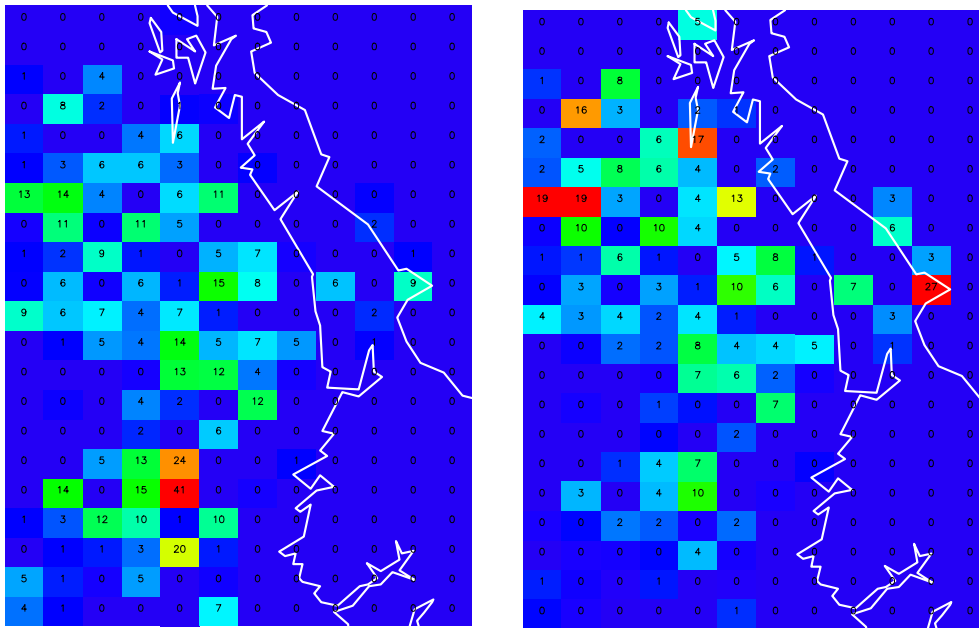 0 0 0 0 0 0 0 0 0 0 0 0
0 0 0 0 0 0 0 0 0 0 0 0
1 0 4 0 0 0 0 0 0 0 0 0
0 8 2 0 1 0 0 0 0 0 0 0
1 0 0 4 6 0 0 0 0 0 0 0
1 3 6 6 3 0 0 0 0 0 0 0
13 14 4 0 6 11 0 0 0 0 0 0
0 11 0 11 5 0 0 0 0 2 0 0
1 2 9 1 0 5 7 0 0 0 1 0
0 6 0 6 1 15 8 0 6 0 9 0
9 6 7 4 7 1 0 0 0 2 0 0
0 1 5 4 14 5 7 5 0 1 0 0
0 0 0 0 13 12 4 0 0 0 0 0
0 0 0 4 2 0 12 0 0 0 0 0
0 0 0 2 0 6 0 0 0 0 0 0
0 0 5 13 24 0 0 1 0 0 0 0
0 14 0 15 41 0 0 0 0 0 0 0
1 3 12 10 1 10 0 0 0 0 0 0
0 1 1 3 20 1 0 0 0 0 0 0
5 1 0 5 0 0 0 0 0 0 0 0
4 1 0 0 0 7 0 0 0 0 0 0
0 0 0 0 5 0 0 0 0 0 0 0
0 0 0 0 0 0 0 0 0 0 0 0
1 0 8 0 0 0 0 0 0 0 0 0
0 16 3 0 2 1 0 0 0 0 0 0
2 0 0 6 17 0 0 0 0 0 0 0
2 5 8 6 4 0 2 0 0 0 0 0
19 19 3 0 4 13 0 0 0 3 0 0
0 10 0 10 4 0 0 0 0 6 0 0
1 1 6 1 0 5 8 0 0 0 3 0
0 3 0 3 1 10 6 0 7 0 27 0
4 3 4 2 4 1 0 0 0 3 0 0
0 0 2 2 8 4 4 5 0 1 0 0
0 0 0 0 7 6 2 0 0 0 0 0
0 0 0 1 0 0 7 0 0 0 0 0
0 0 0 0 0 2 0 0 0 0 0 0
0 0 1 4 7 0 0 0 0 0 0 0
0 3 0 4 10 0 0 0 0 0 0 0
0 0 2 2 0 2 0 0 0 0 0 0
0 0 0 0 4 0 0 0 0 0 0 0
1 0 0 1 0 0 0 0 0 0 0 0
0 0 0 0 0 1 0 0 0 0 0 0